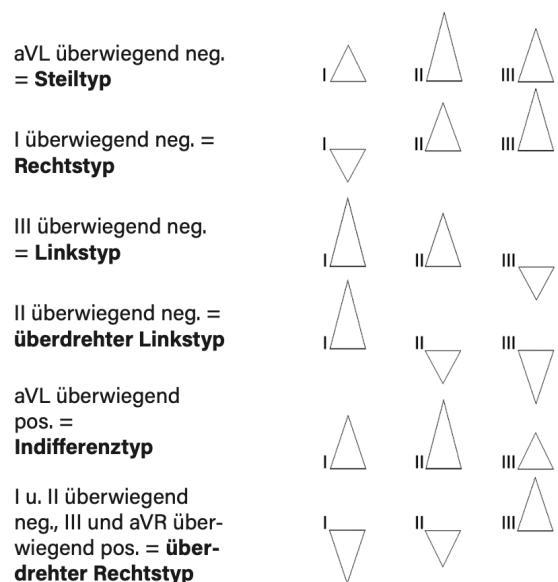 aVL überwiegend neg.
= Steiltyp
I II III
I überwiegend neg. =
Rechtstyp
I II III
III überwiegend neg.
= Linkstyp
I II III
II überwiegend neg. =
überdrehter Linkstyp
I II III
aVL überwiegend
pos. =
Indifferenztyp
I II III
I u. II überwiegend
neg., III und aVR über-
wiegend pos. = über-
drehter Rechtstyp
I II III